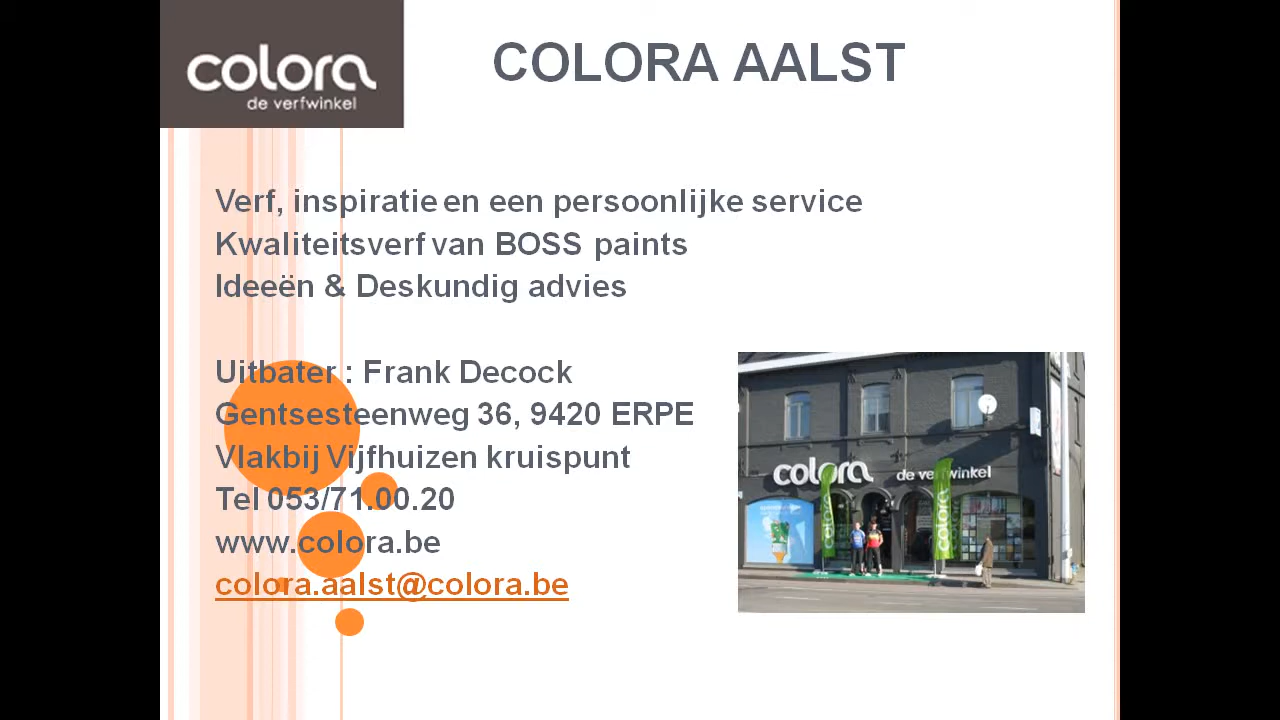 colora
de verfwinkel
COLORA AALST
Verf, inspiratie en een persoonlijke service
Kwaliteitsverf van BOSS paints
Ideeën & Deskundig advies
Uitbater : Frank Decock
Gentsesteenweg 36, 9420 ERPE
Vlakbij Vijfhuizen kruispunt
Tel 053/71.00.20
www.colora.be
colora.aalst@colora.be
colora de verfwinkel
colora
colora